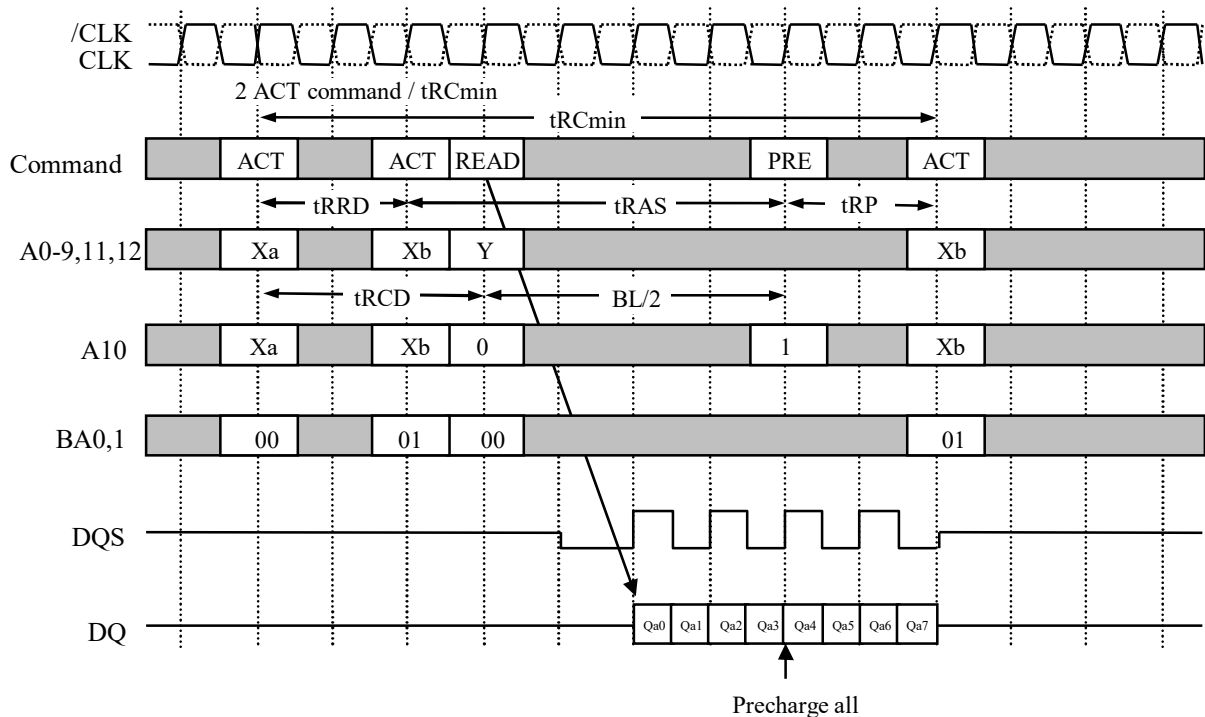 /CLK
CLK
2 ACT command / tRCmin
tRCmin
Command ACT ACT READ PRE ACT
tRRD tRAS tRP
A0-9,11,12 Xa Xb Y Xb
tRCD BL/2
A10 Xa Xb 0 1 Xb
BA0,1 00 01 00 01
DQS
DQ Qa0 Qa1 Qa2 Qa3 Qa4 Qa5 Qa6 Qa7
Precharge all